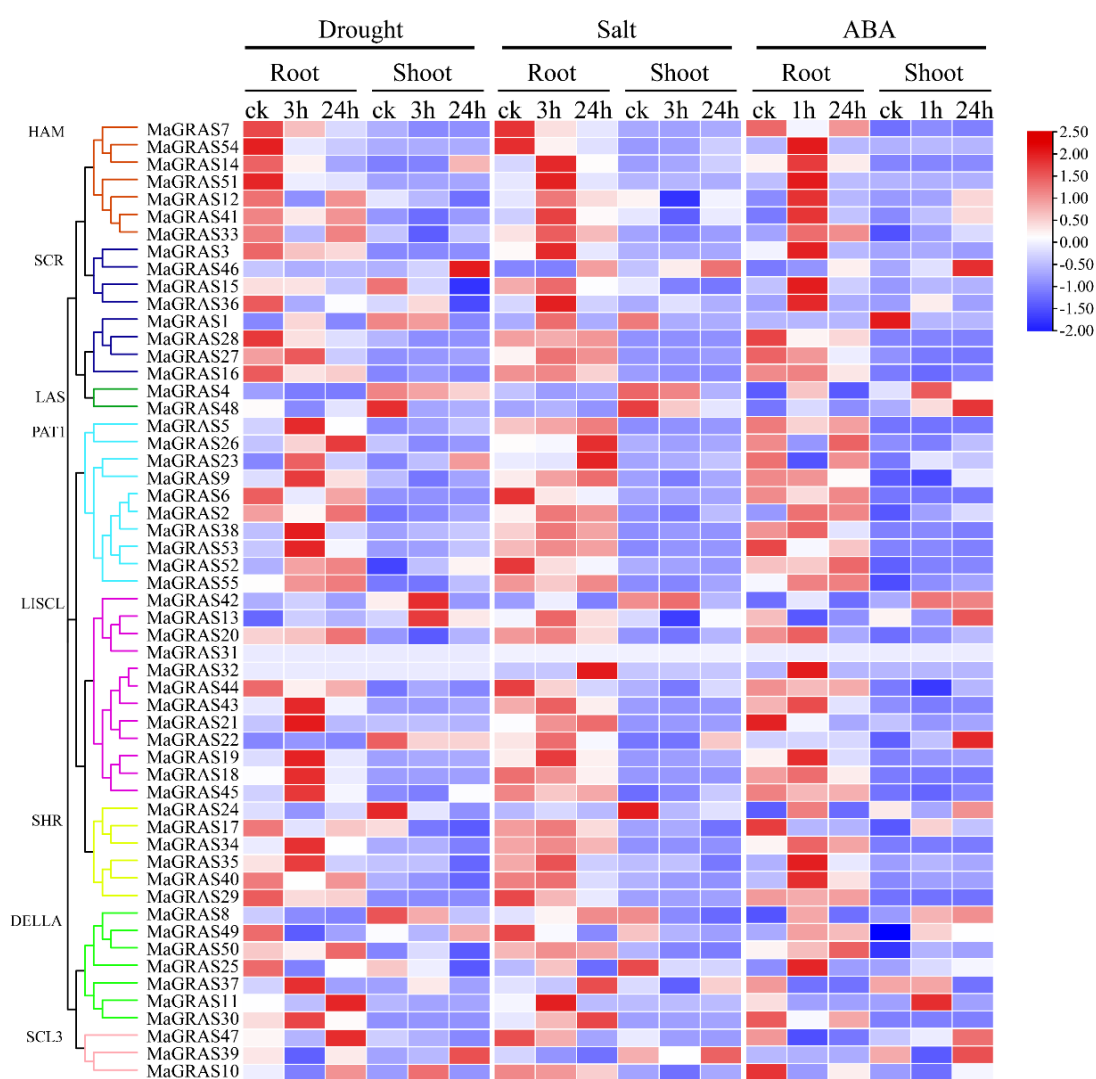 Drought Salt ABA
Root Shoot Root Shoot Root Shoot
ck 3h 24h ck 3h 24h ck 3h 24h ck 3h 24h ck 1h 24h ck 1h 24h
HAM MaGRAS7
MaGRAS54
MaGRAS14
MaGRAS51
MaGRAS12
MaGRAS41
MaGRAS33
MaGRAS3
SCR MaGRAS46
MaGRAS15
MaGRAS36
MaGRAS1
MaGRAS28
MaGRAS27
MaGRAS16
LAS MaGRAS4
MaGRAS48
PAT1 MaGRAS5
MaGRAS26
MaGRAS23
MaGRAS9
MaGRAS6
MaGRAS2
MaGRAS38
MaGRAS53
MaGRAS52
MaGRAS55
LISCL MaGRAS42
MaGRAS13
MaGRAS20
MaGRAS31
MaGRAS32
MaGRAS44
MaGRAS43
MaGRAS21
MaGRAS22
MaGRAS19
MaGRAS18
MaGRAS45
MaGRAS24
SHR MaGRAS17
MaGRAS34
MaGRAS35
MaGRAS40
MaGRAS29
DELLA MaGRAS8
MaGRAS49
MaGRAS50
MaGRAS25
MaGRAS37
MaGRAS11
MaGRAS30
SCL3 MaGRAS47
MaGRAS39
MaGRAS10
2.50
2.00
1.50
1.00
0.50
0.00
-0.50
-1.00
-1.50
-2.00